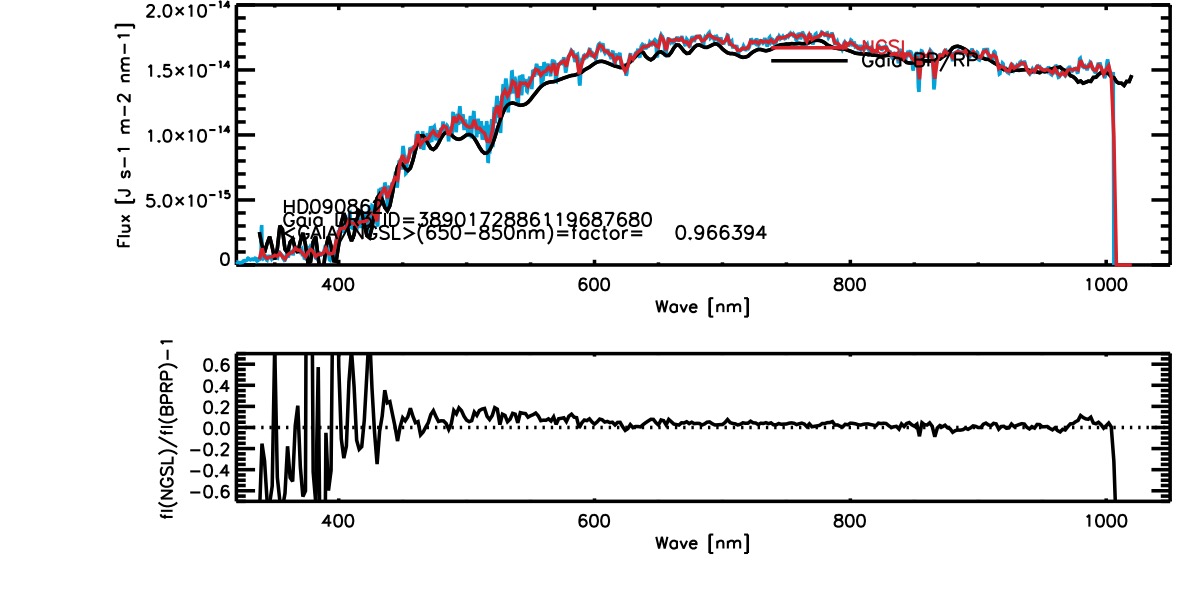 2.0×10⁻¹⁴
1.5×10⁻¹⁴
1.0×10⁻¹⁴
5.0×10⁻¹⁵
0
Flux [J s−1 m−2 nm−1]
NGSL
Gaia BP/RP
HD090861
Gaia DR3 ID=3890172886119687680
<GAIA/NGSL>(650−850nm)=factor= 0.966394
400 600 800 1000
Wave [nm]
0.6
0.4
0.2
0.0
−0.2
−0.4
−0.6
fl(NGSL)/fl(BPRP)−1
400 600 800 1000
Wave [nm]